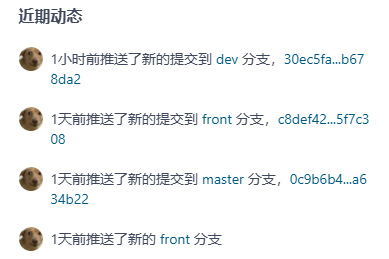 近期动态
1小时前推送了新的提交到 dev 分支，30ec5fa...b67
8da2
1天前推送了新的提交到 front 分支，c8def42...5f7c3
08
1天前推送了新的提交到 master 分支，0c9b6b4...a6
34b22
1天前推送了新的 front 分支